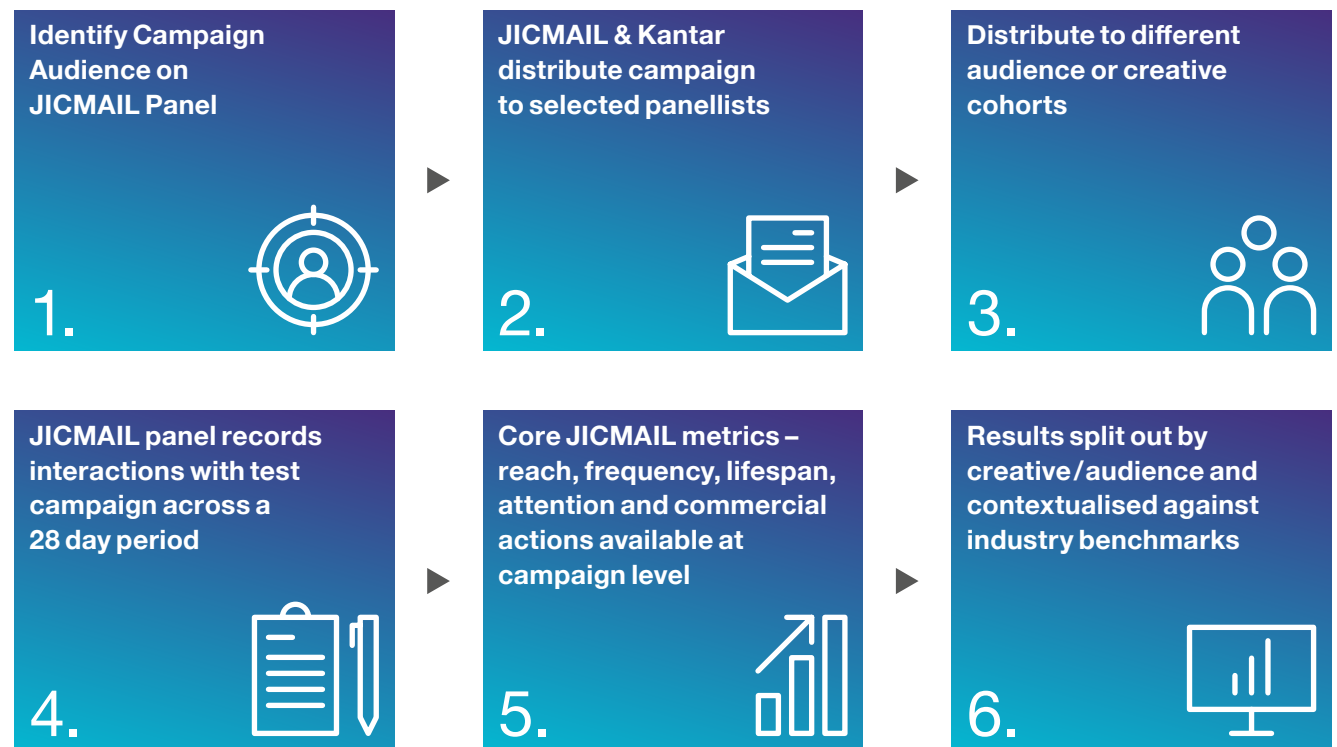 Identify Campaign
Audience on
JICMAIL Panel
1.
JICMAIL & Kantar
distribute campaign
to selected panellists
2.
Distribute to different
audience or creative
cohorts
3.
JICMAIL panel records
interactions with test
campaign across a
28 day period
4.
Core JICMAIL metrics –
reach, frequency, lifespan,
attention and commercial
actions available at
campaign level
5.
Results split out by
creative/audience and
contextualised against
industry benchmarks
6.